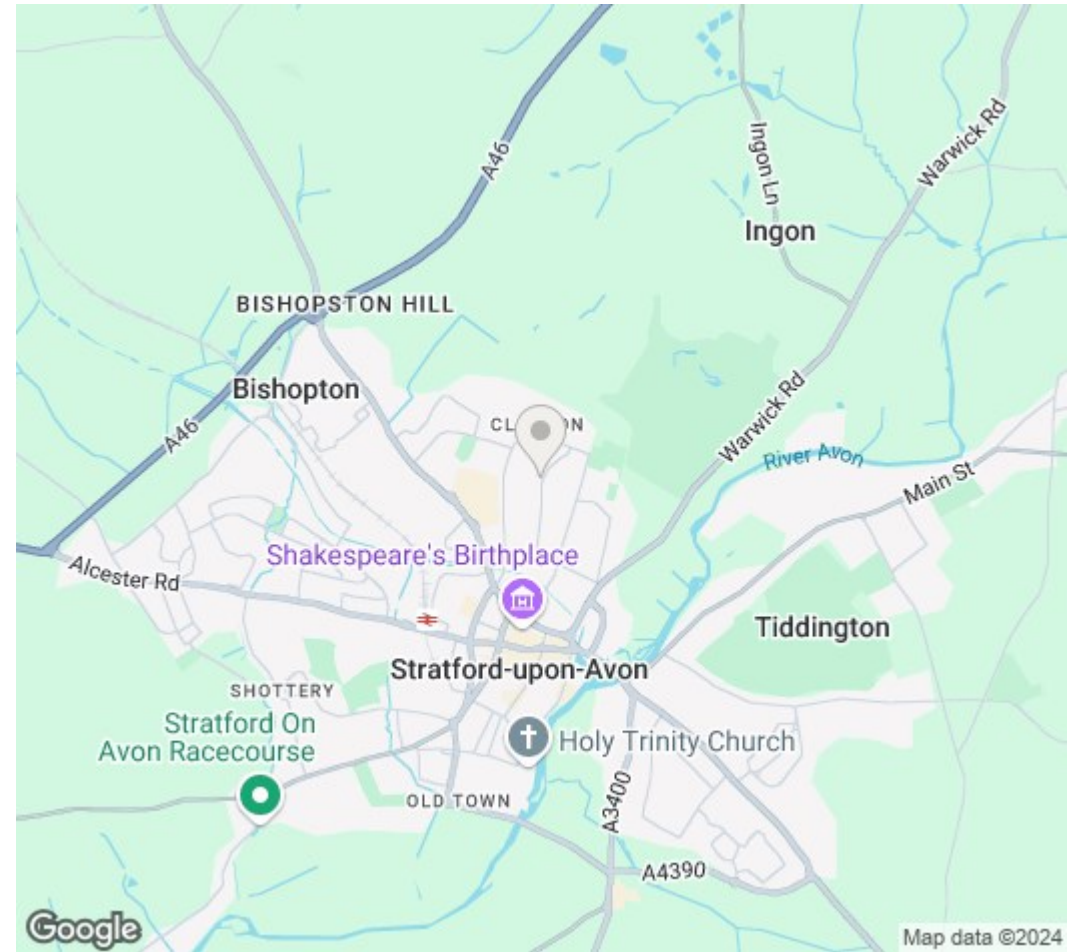 A46
Ingon Ln
Warwick Rd
Ingon
BISHOPSTON HILL
Bishopton
A46
Warwick Rd
River Avon
Main St
Shakespeare's Birthplace
Alcester Rd
Tiddington
Stratford-upon-Avon
SHOTTERY
Stratford On
Avon Racecourse
Holy Trinity Church
OLD TOWN
A3400
A4390
Google
Map data ©2024